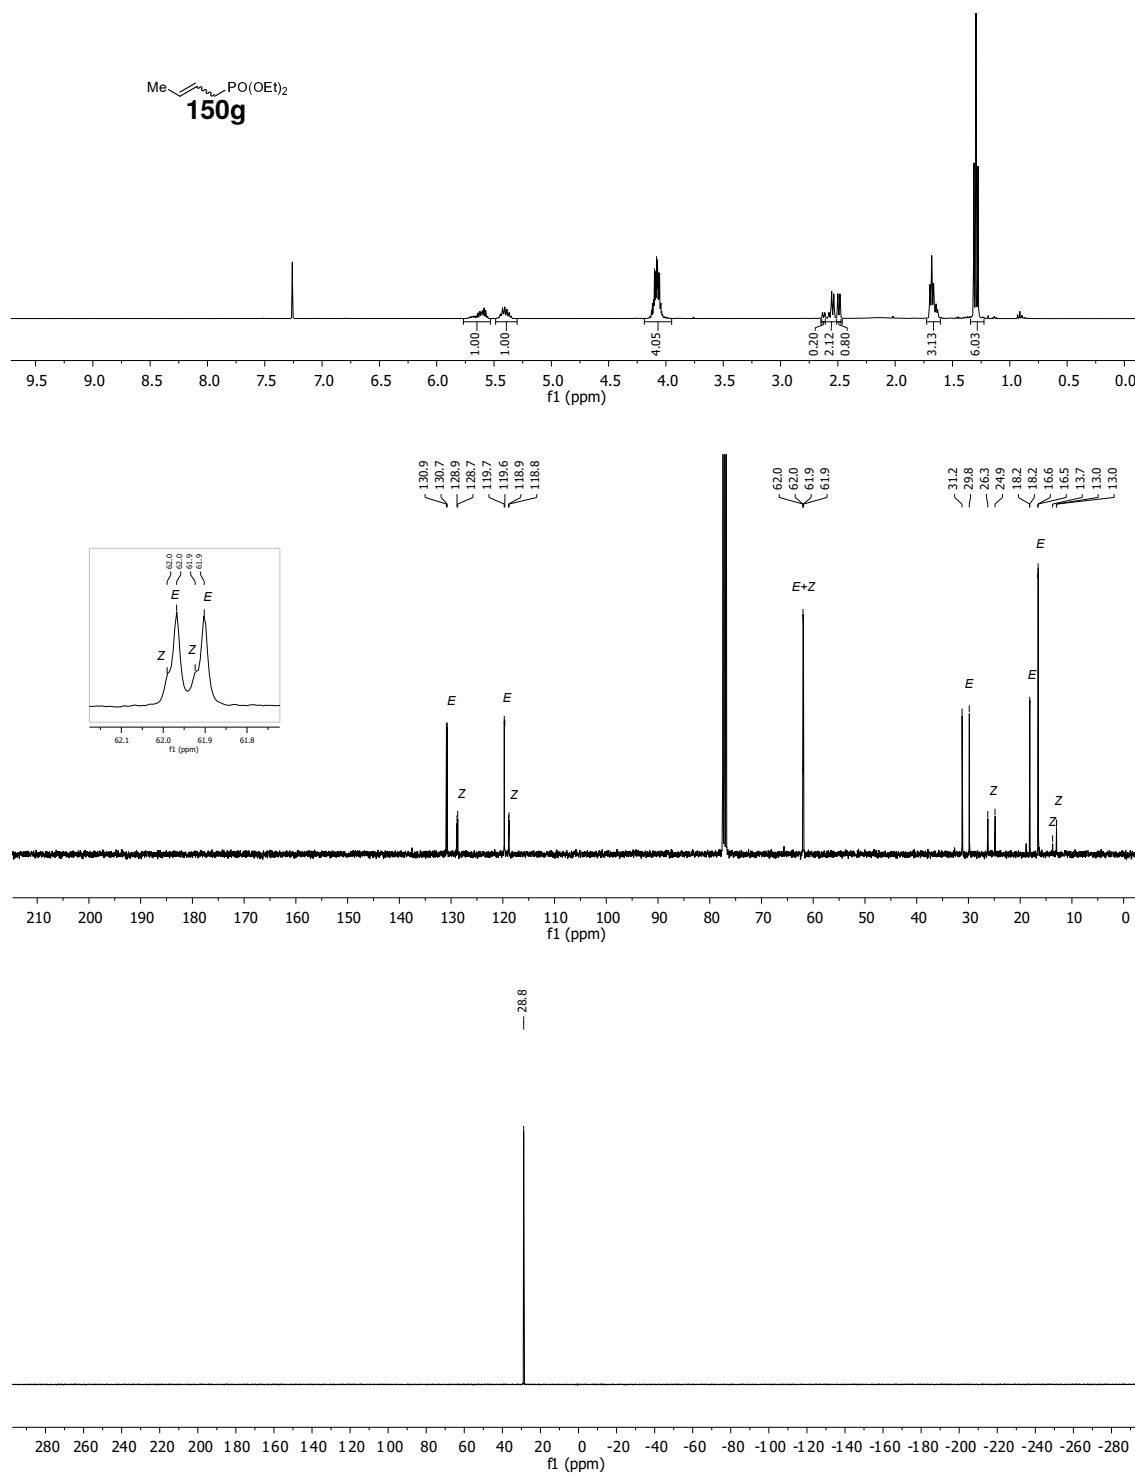 Me PO(OEt)2
150g
1.00 1.00 4.05 0.20 2.12 0.80 3.13 6.03
9.5 9.0 8.5 8.0 7.5 7.0 6.5 6.0 5.5 5.0 4.5 4.0 3.5 3.0 2.5 2.0 1.5 1.0 0.5 0.0
f1 (ppm)
130.9 130.7 128.9 128.7 119.7 119.6 118.9 118.8 62.0 62.0 61.9 61.9 31.2 29.8 26.3 24.9 18.2 18.2 16.6 16.5 13.7 13.0 13.0
62.0 62.0 61.9 61.9
E E
Z Z
62.1 62.0 61.9 61.8
f1 (ppm)
E
E+Z
E E E E
Z Z Z Z Z
210 200 190 180 170 160 150 140 130 120 110 100 90 80 70 60 50 40 30 20 10 0
f1 (ppm)
28.8
280 260 240 220 200 180 160 140 120 100 80 60 40 20 0 -20 -40 -60 -80 -100 -120 -140 -160 -180 -200 -220 -240 -260 -280
f1 (ppm)